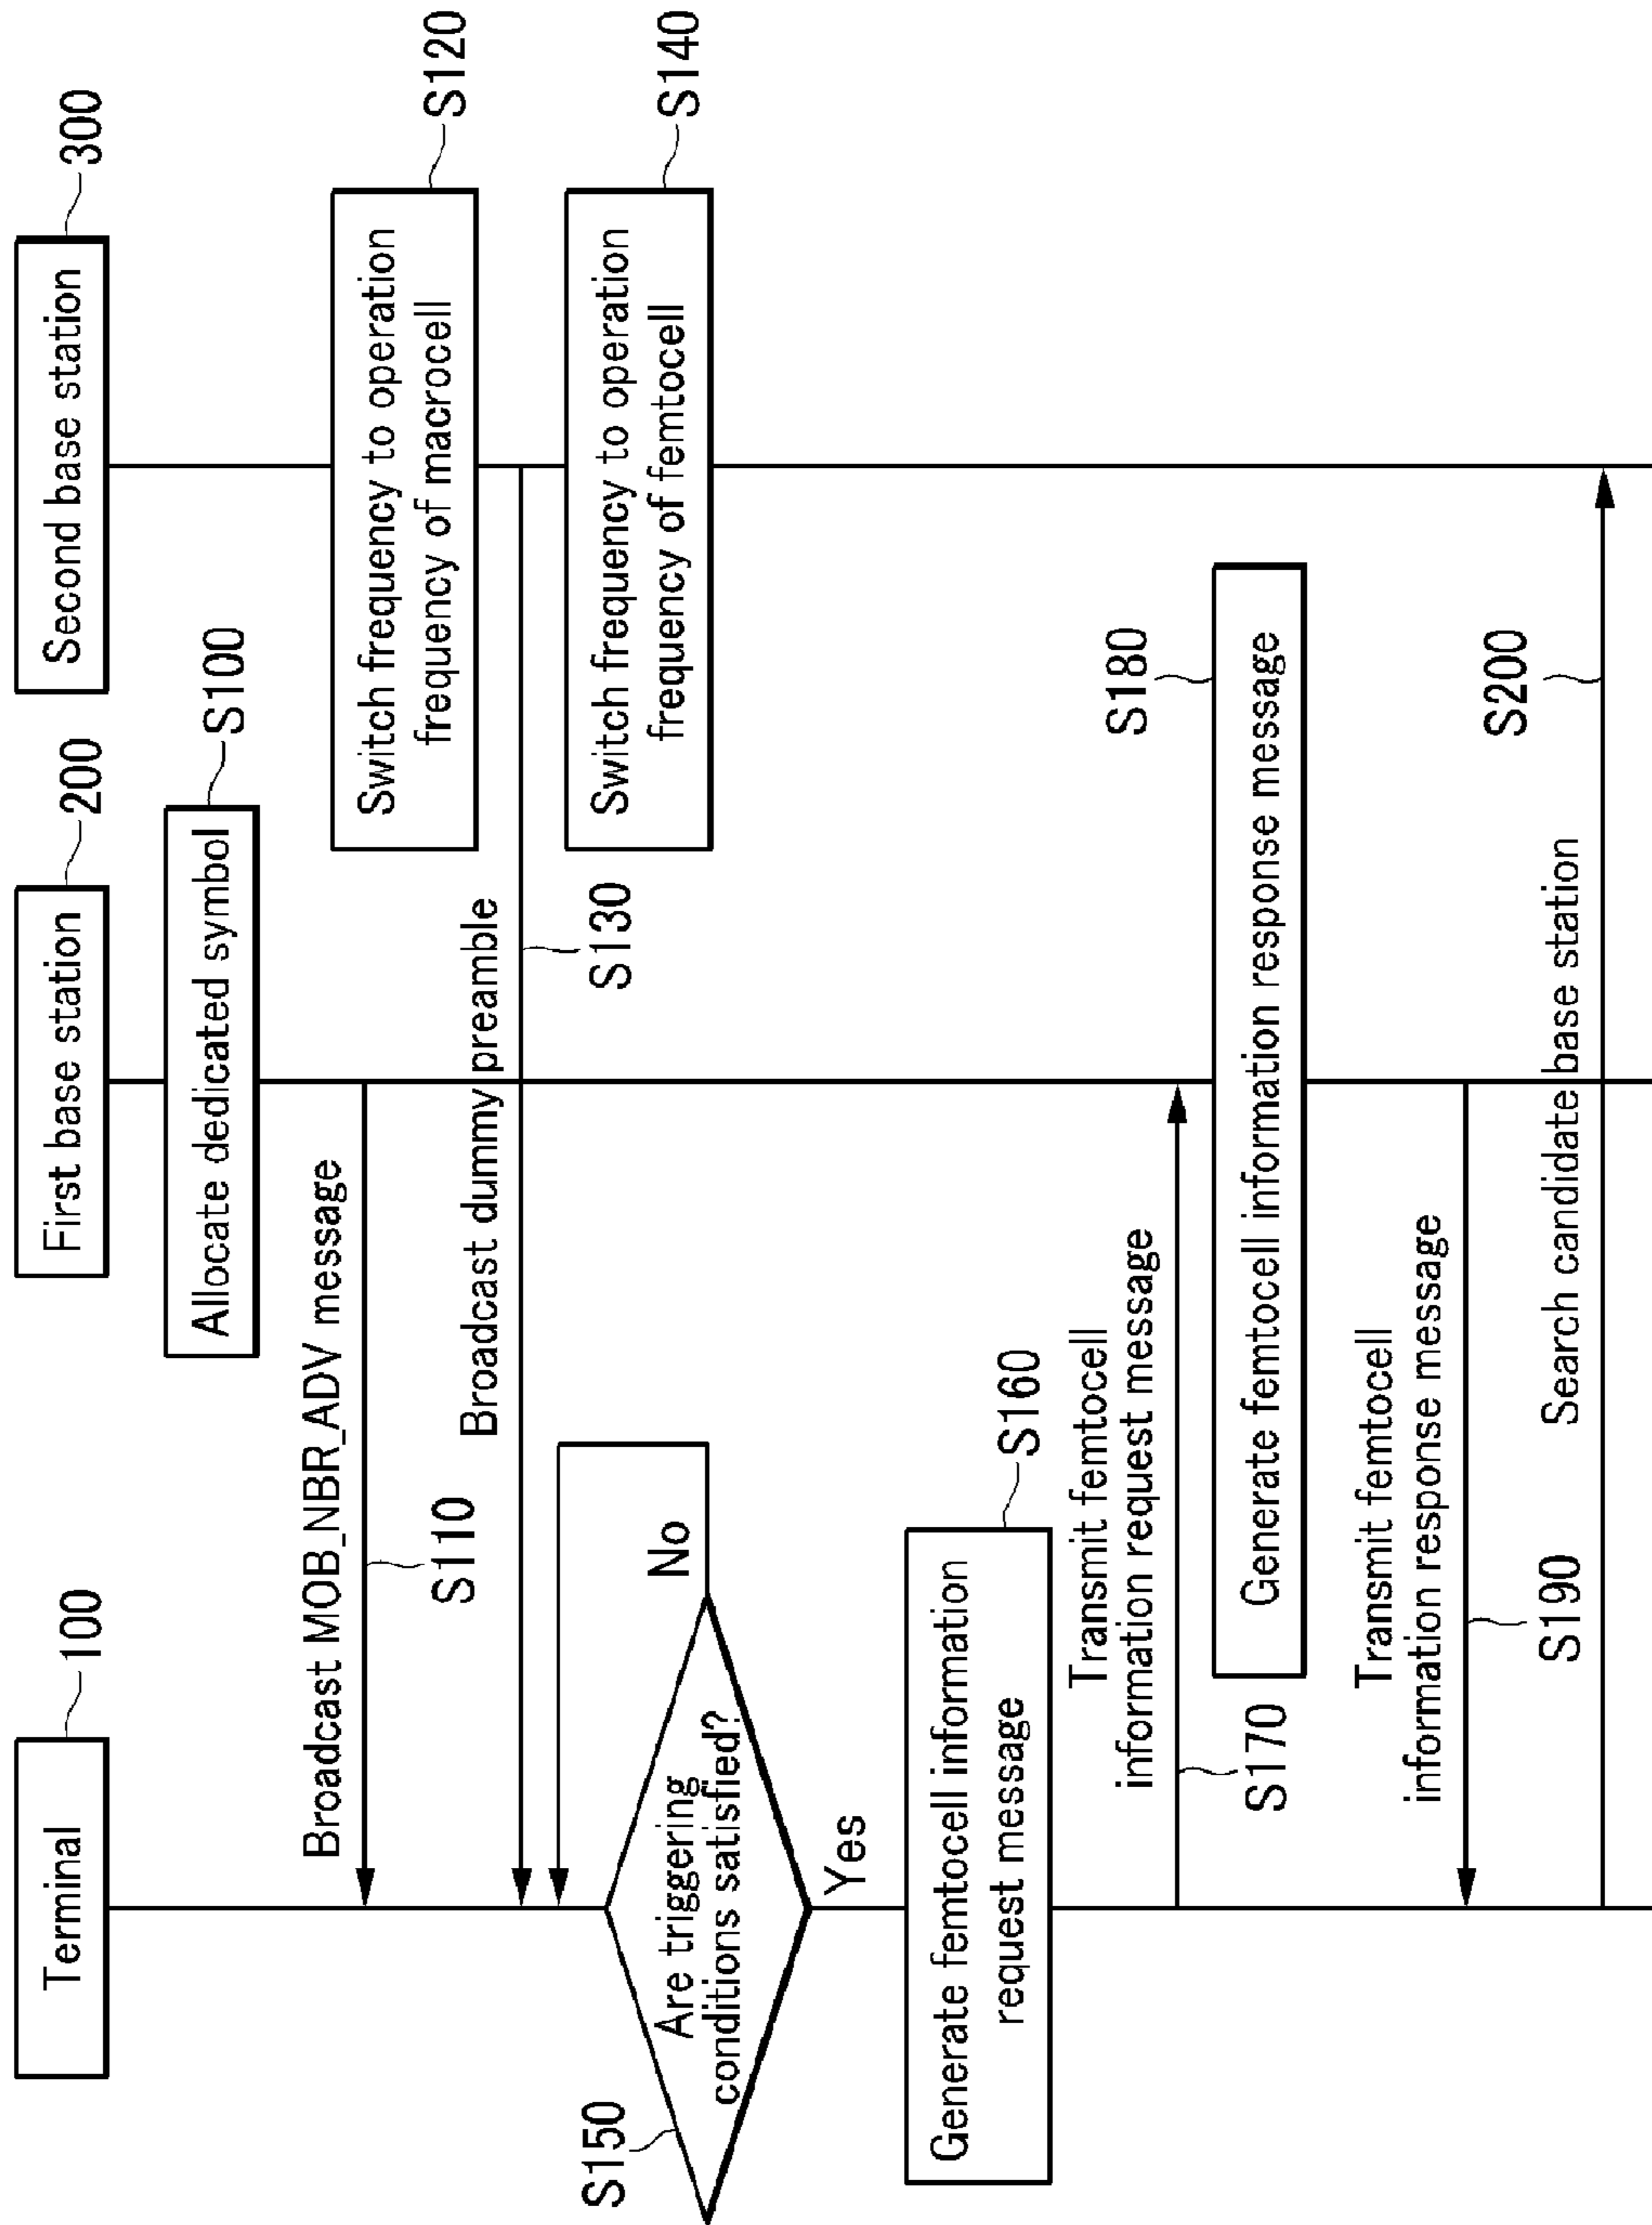 Terminal
100
First base station
200
Second base station
300
Allocate dedicated symbol
S100
Broadcast MOB_NBR_ADV message
S110
Switch frequency to operation
frequency of macrocell
S120
Broadcast dummy preamble
S130
Switch frequency to operation
frequency of femtocell
S140
S150
Are triggering
conditions satisfied?
No
Yes
Generate femtocell information
request message
S160
Transmit femtocell
information request message
S170
S180
Generate femtocell information response message
Transmit femtocell
information response message
S190
Search candidate base station
S200